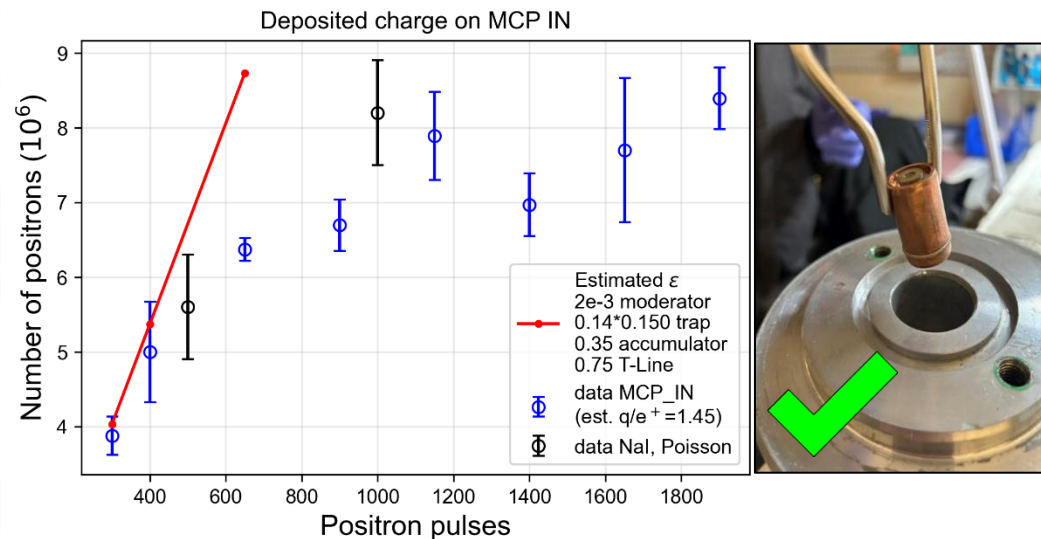 Deposited charge on MCP IN
Number of positrons (10⁶)
9
8
7
6
5
4
Estimated ε
2e-3 moderator
0.14*0.150 trap
0.35 accumulator
0.75 T-Line
data MCP_IN
(est. q/e⁺=1.45)
data NaI, Poisson
400 600 800 1000 1200 1400 1600 1800
Positron pulses